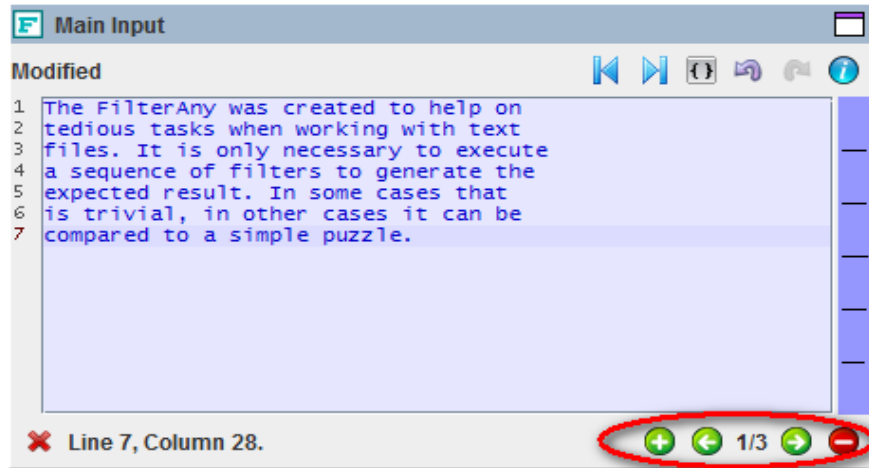 F Main Input
Modified
1 The FilterAny was created to help on
2 tedious tasks when working with text
3 files. It is only necessary to execute
4 a sequence of filters to generate the
5 expected result. In some cases that
6 is trivial, in other cases it can be
7 compared to a simple puzzle.
Line 7, Column 28.
1/3